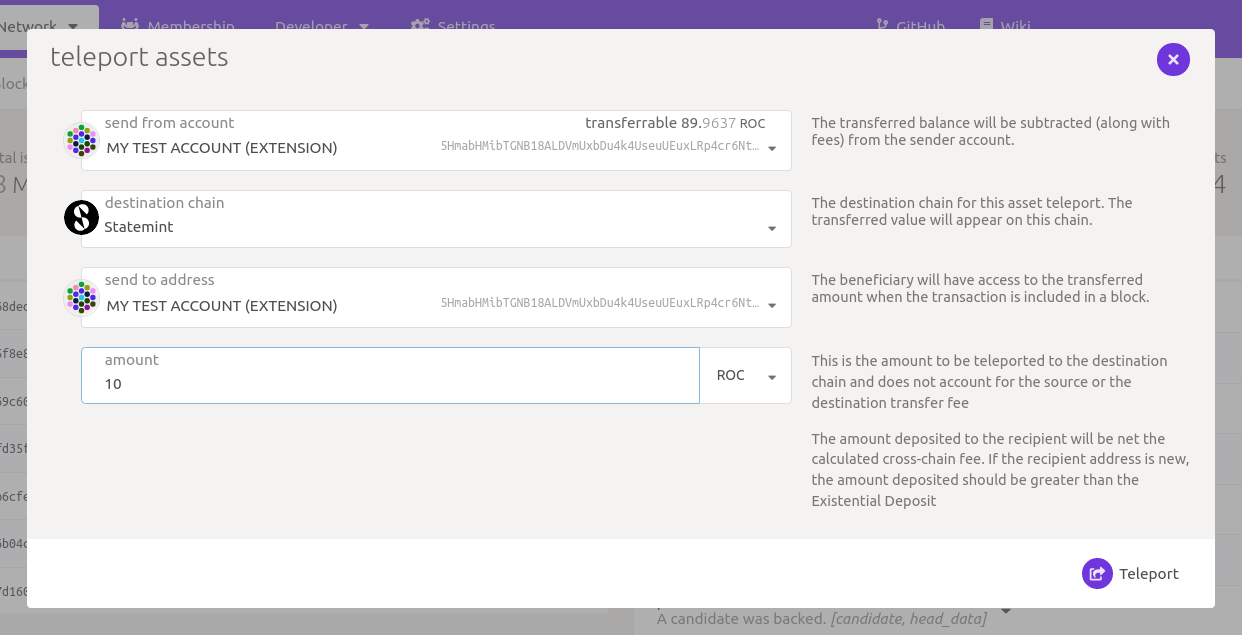 Network Membership Developer Settings GitHub Wiki
teleport assets
send from account transferrable 89.9637 ROC
MY TEST ACCOUNT (EXTENSION) 5HmabHMibTGNB18ALDVmUxbDu4k4UseuUEuxLRp4cr6Nt…
The transferred balance will be subtracted (along with
fees) from the sender account.
destination chain
Statemint
The destination chain for this asset teleport. The
transferred value will appear on this chain.
send to address
MY TEST ACCOUNT (EXTENSION) 5HmabHMibTGNB18ALDVmUxbDu4k4UseuUEuxLRp4cr6Nt…
The beneficiary will have access to the transferred
amount when the transaction is included in a block.
amount
10
ROC
This is the amount to be teleported to the destination
chain and does not account for the source or the
destination transfer fee
The amount deposited to the recipient will be net the
calculated cross-chain fee. If the recipient address is new,
the amount deposited should be greater than the
Existential Deposit
Teleport
A candidate was backed. [candidate, head_data]